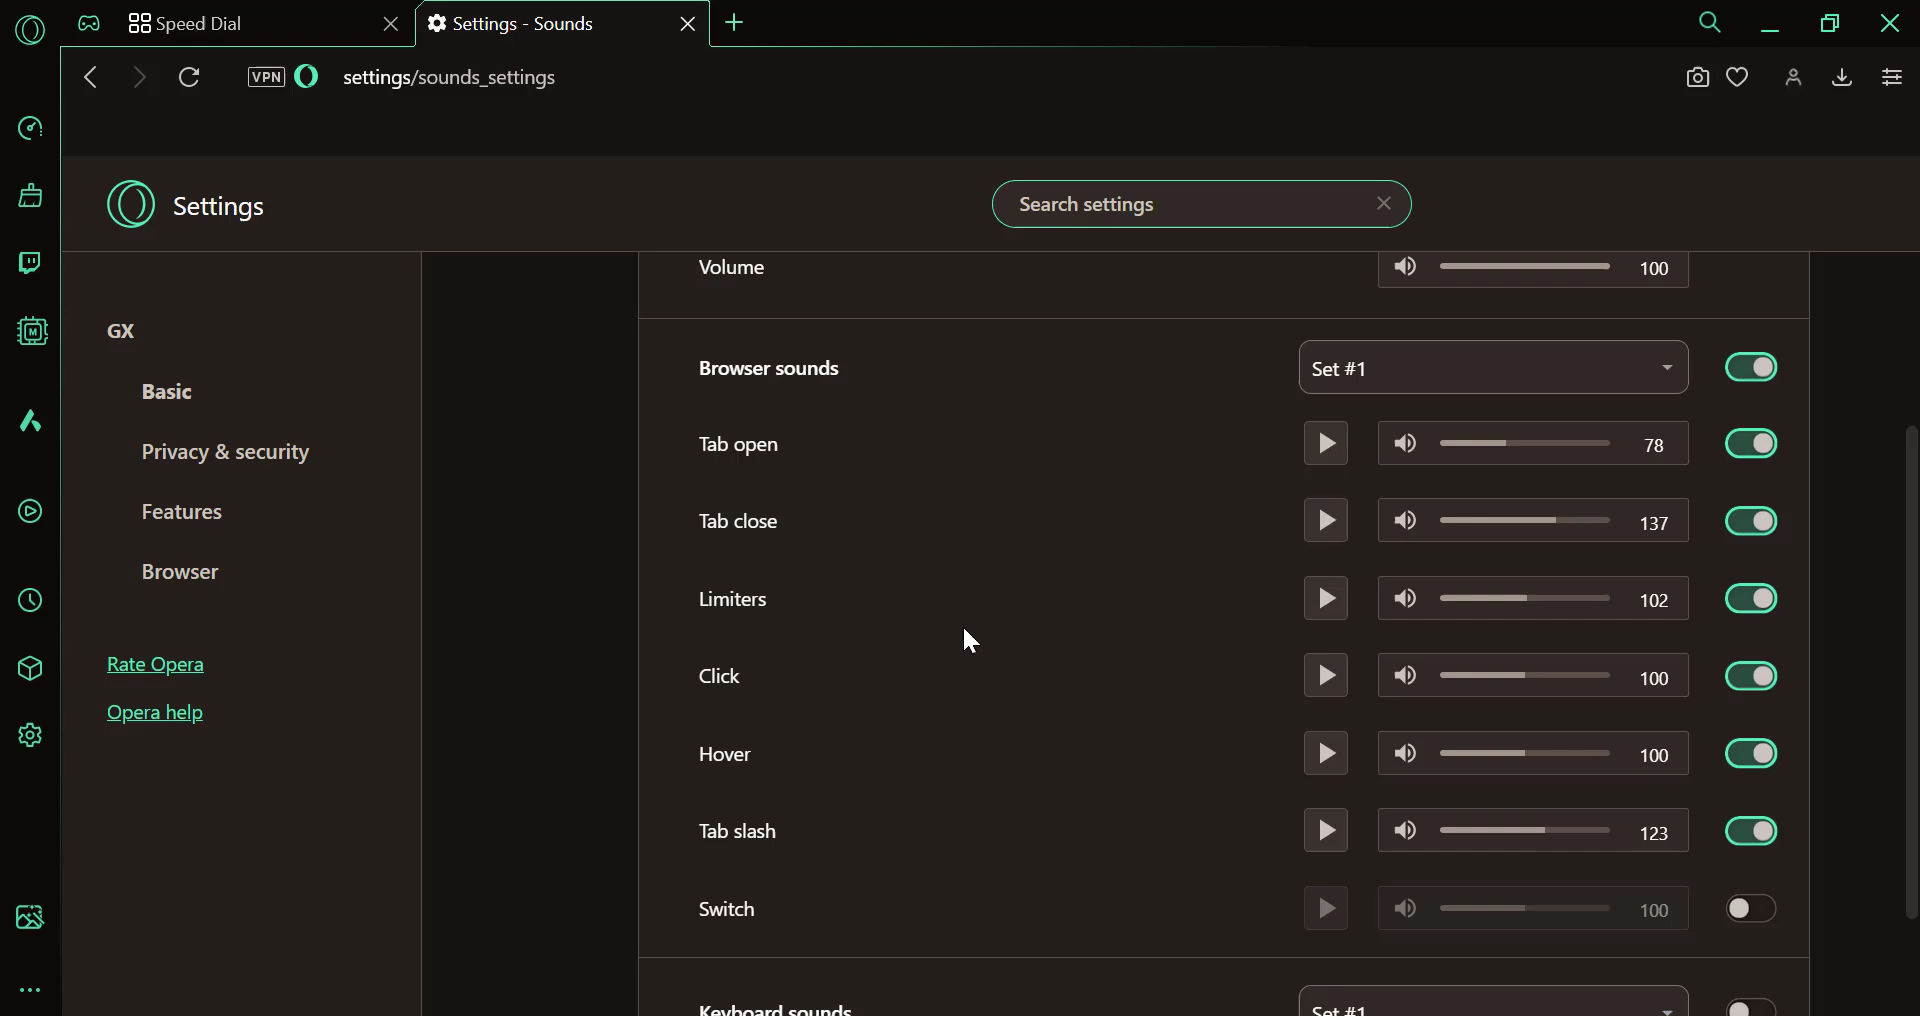 Speed Dial
Settings - Sounds
VPN
settings/sounds_settings
Settings
Search settings
GX
Basic
Privacy & security
Features
Browser
Rate Opera
Opera help
Volume 100
Browser sounds Set #1
Tab open 78
Tab close 137
Limiters 102
Click 100
Hover 100
Tab slash 123
Switch 100
Keyboard sounds Set #1